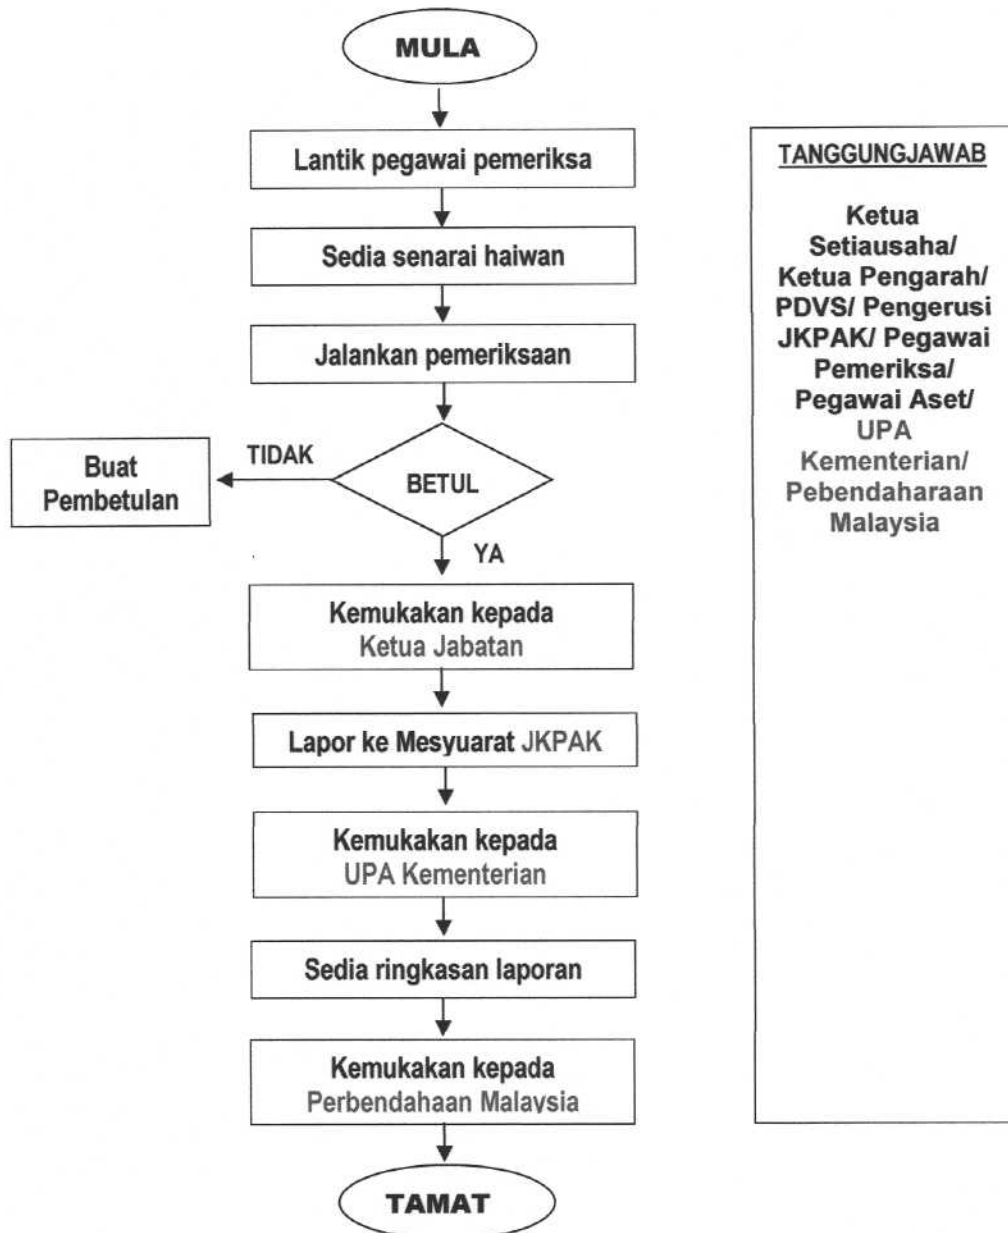 MULA
Lantik pegawai pemeriksa
Sedia senarai haiwan
Jalankan pemeriksaan
TIDAK
Buat
Pembetulan
BETUL
YA
Kemukakan kepada
Ketua Jabatan
Lapor ke Mesyuarat JKPAK
Kemukakan kepada
UPA Kementerian
Sedia ringkasan laporan
Kemukakan kepada
Perbendahaan Malaysia
TAMAT
TANGGUNGJAWAB
Ketua
Setiausaha/
Ketua Pengarah/
PDVS/ Pengerusi
JKPAK/ Pegawai
Pemeriksa/
Pegawai Aset/
UPA
Kementerian/
Pebendaharaan
Malaysia